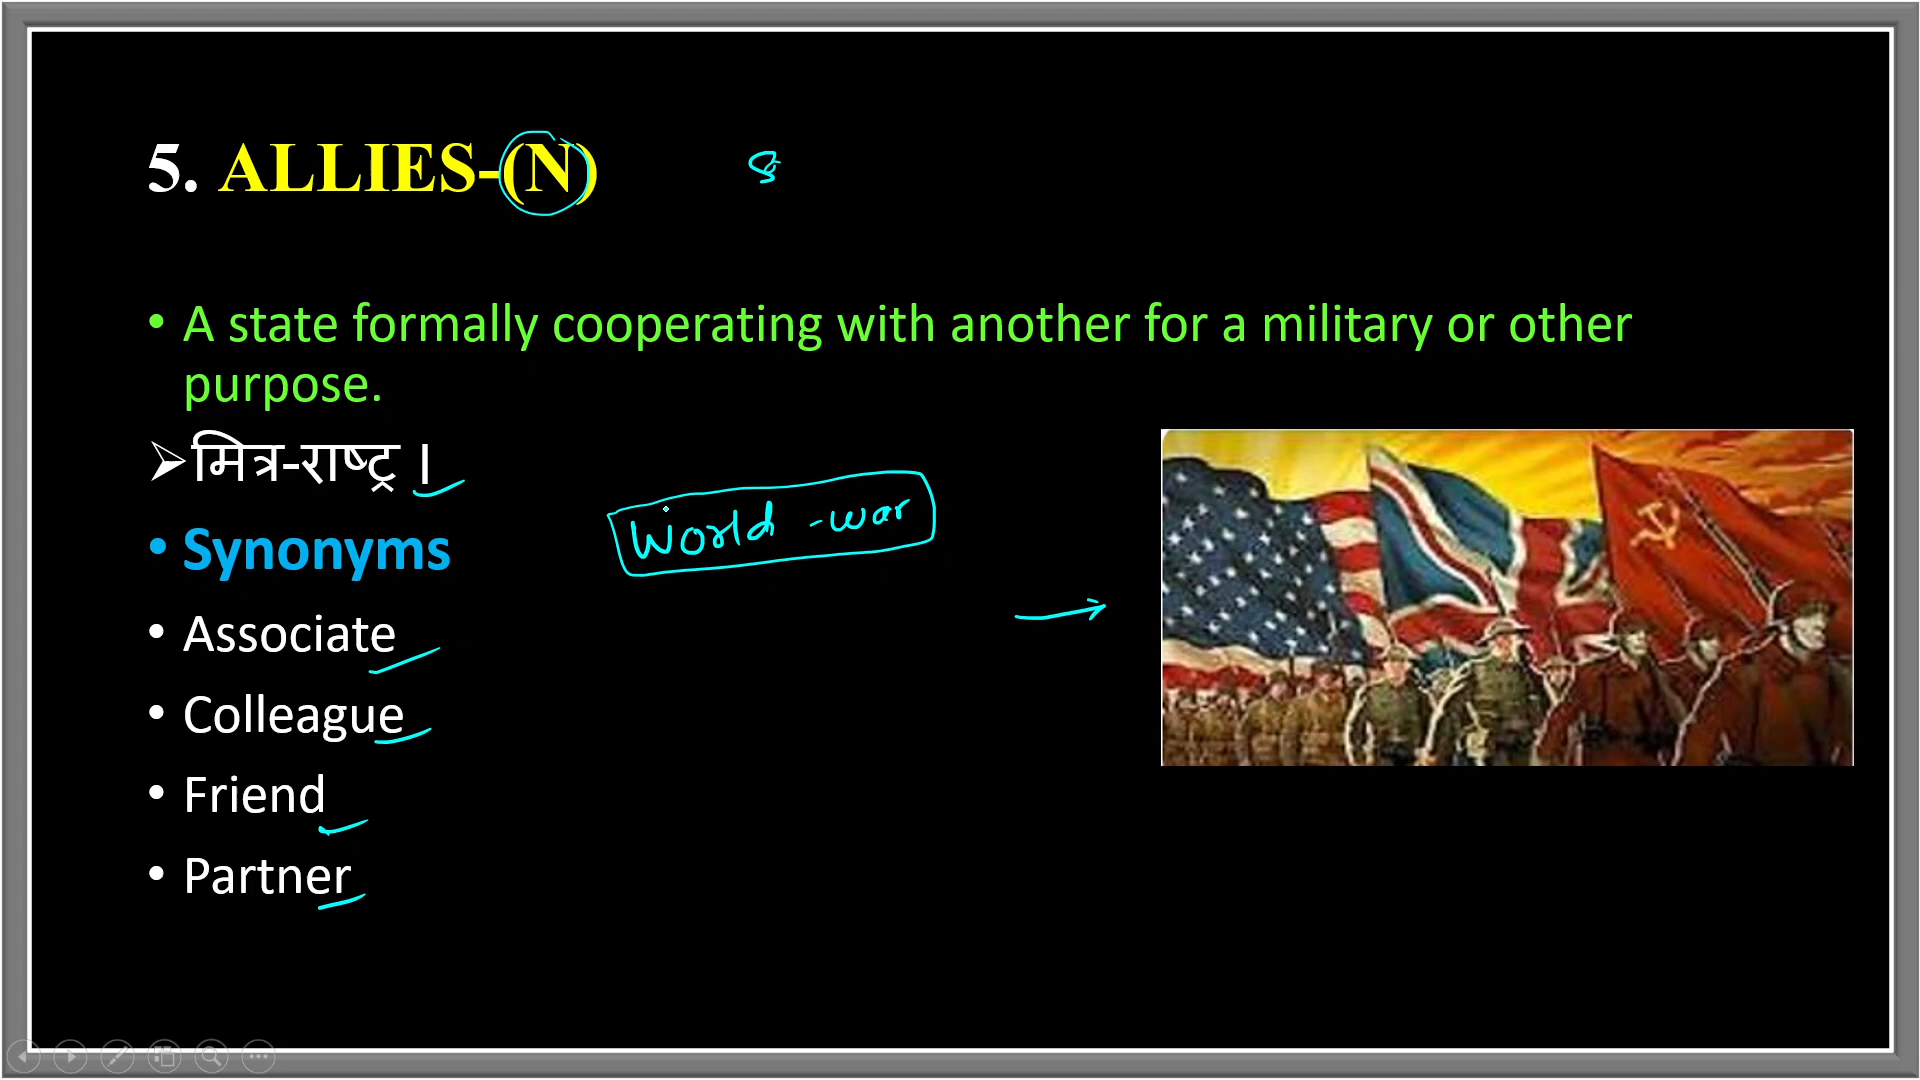 5. ALLIES-(N)
• A state formally cooperating with another for a military or other
purpose.
➢मित्र-राष्ट्र ।
World -war
• Synonyms
• Associate
• Colleague
• Friend
• Partner